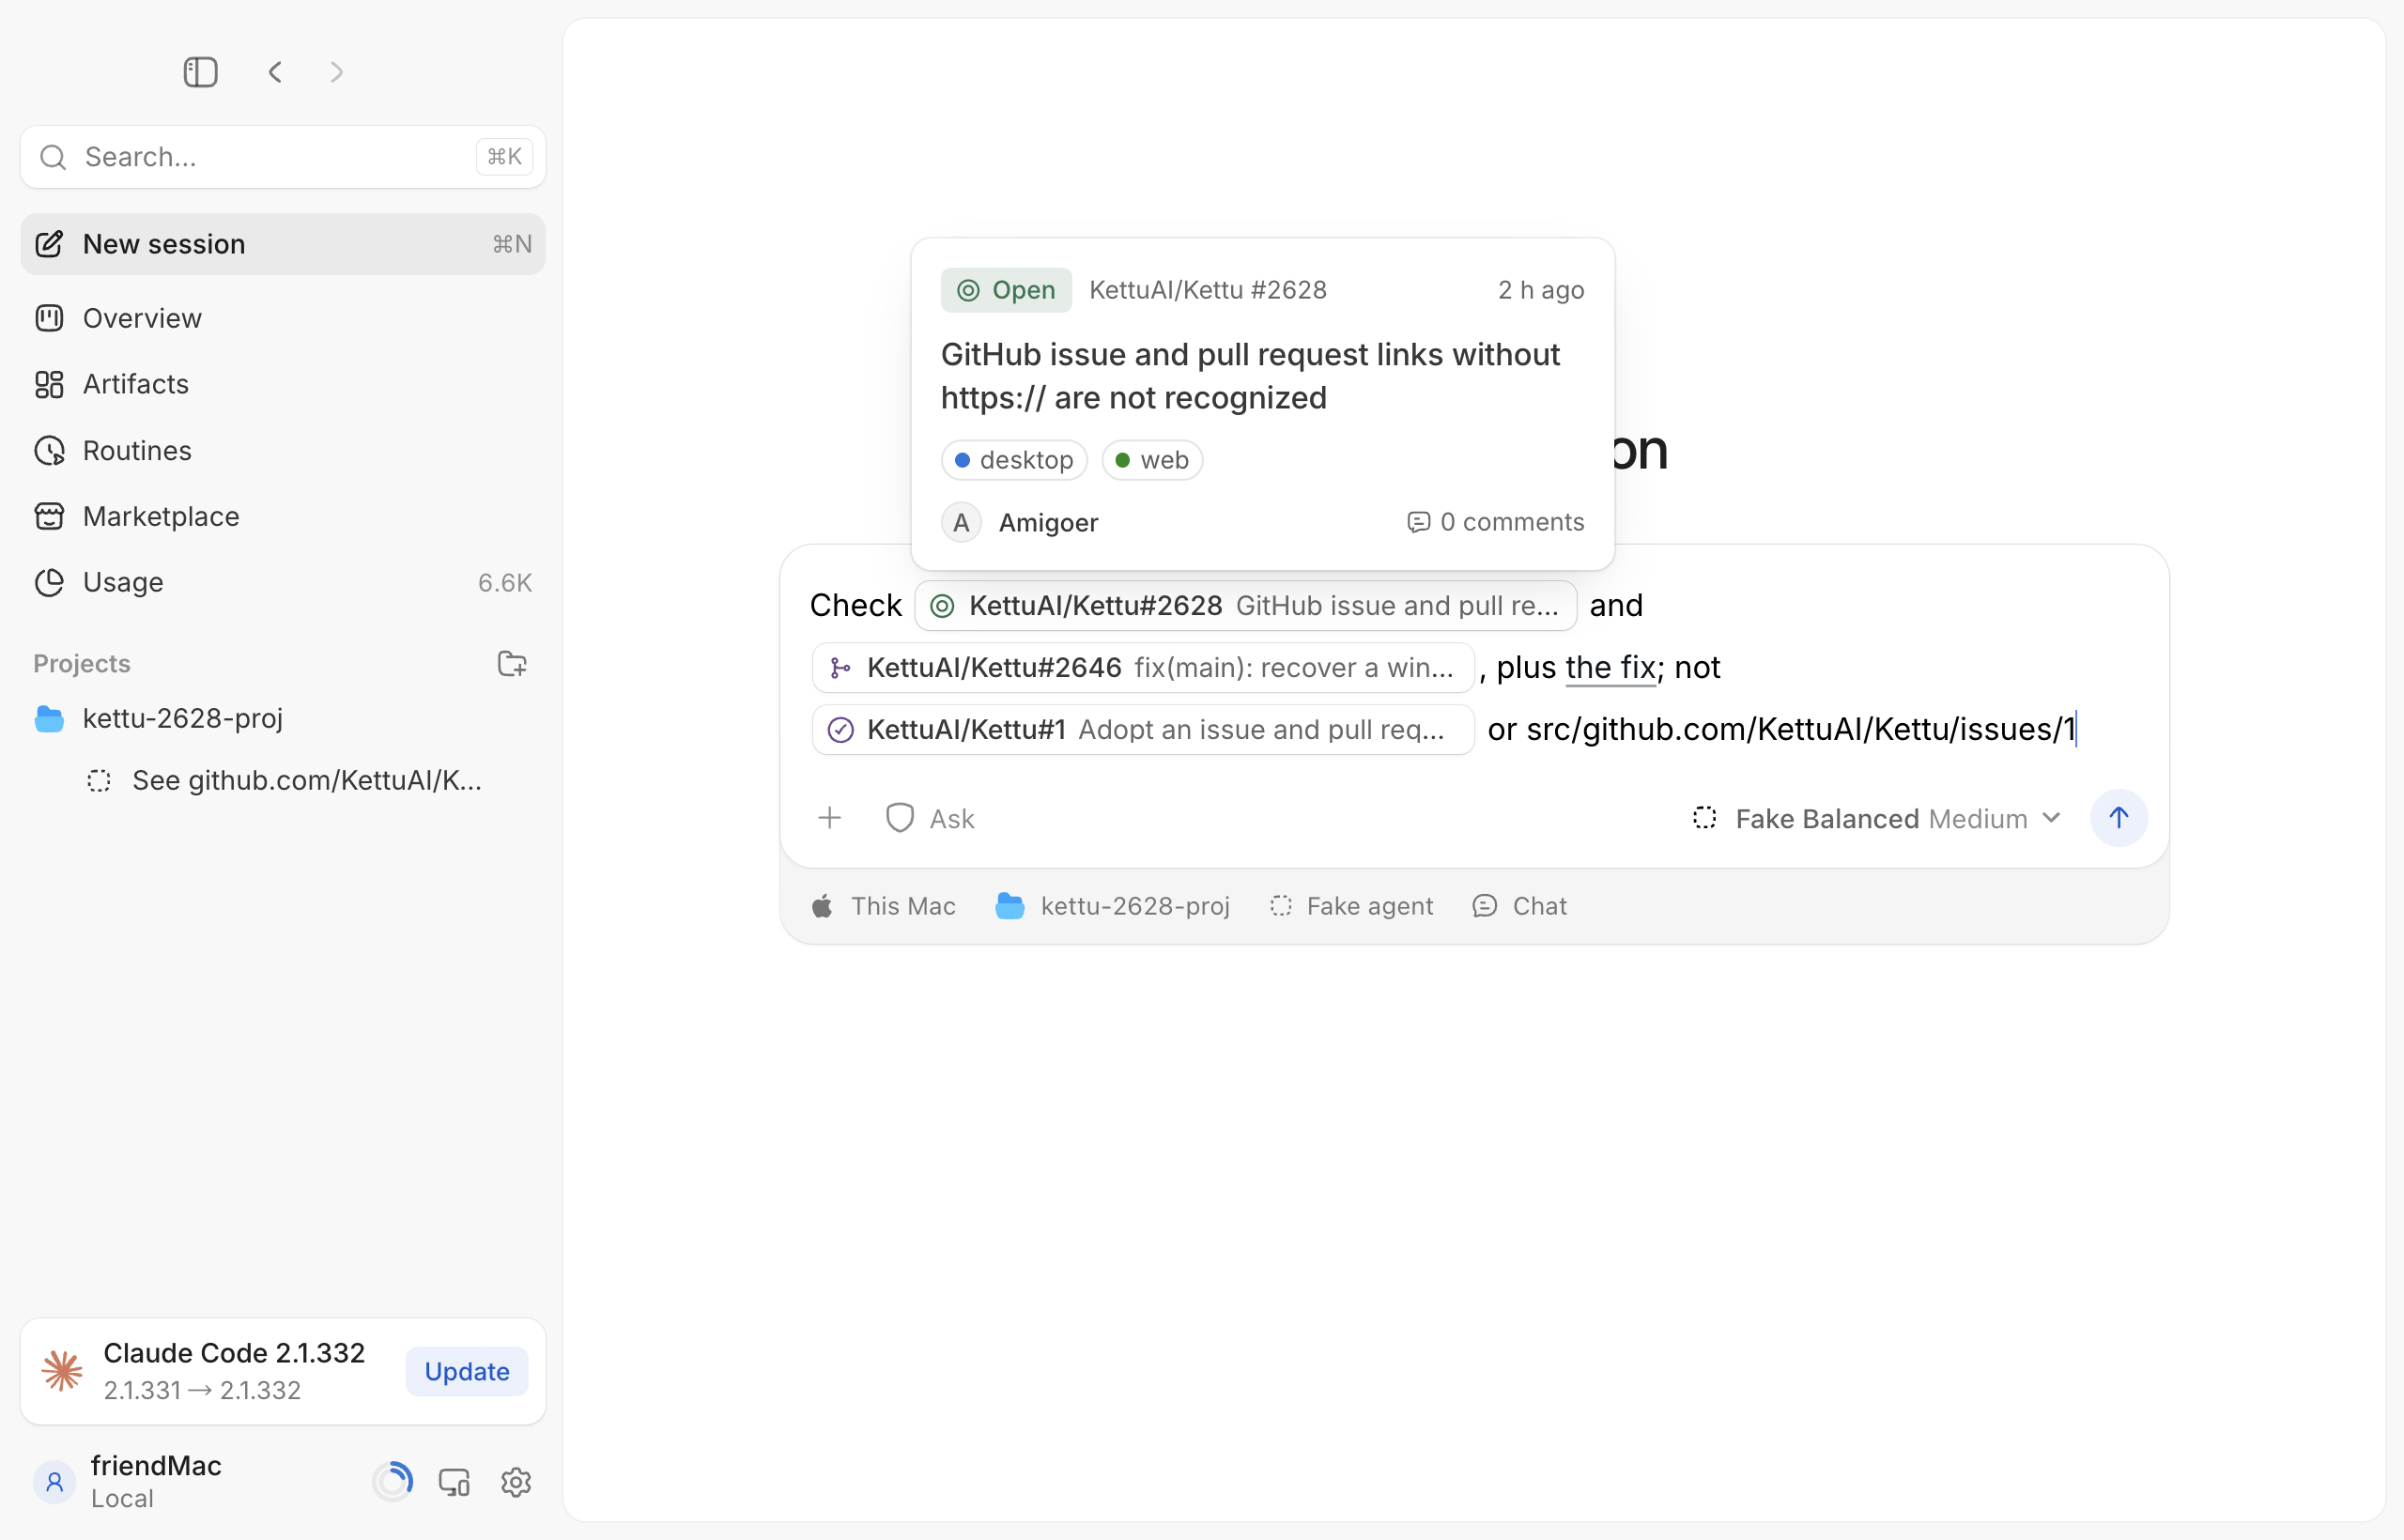 Search...
⌘K
New session
⌘N
Overview
Artifacts
Routines
Marketplace
Usage
6.6K
Projects
kettu-2628-proj
See github.com/KettuAI/K...
Claude Code 2.1.332
2.1.331 → 2.1.332
Update
friendMac
Local
Open
KettuAI/Kettu #2628
2 h ago
GitHub issue and pull request links without
https:// are not recognized
desktop
web
A
Amigoer
0 comments
on
Check KettuAI/Kettu#2628 GitHub issue and pull re... and
KettuAI/Kettu#2646 fix(main): recover a win... , plus the fix; not
KettuAI/Kettu#1 Adopt an issue and pull req... or src/github.com/KettuAI/Kettu/issues/1
Ask
Fake Balanced Medium
This Mac
kettu-2628-proj
Fake agent
Chat